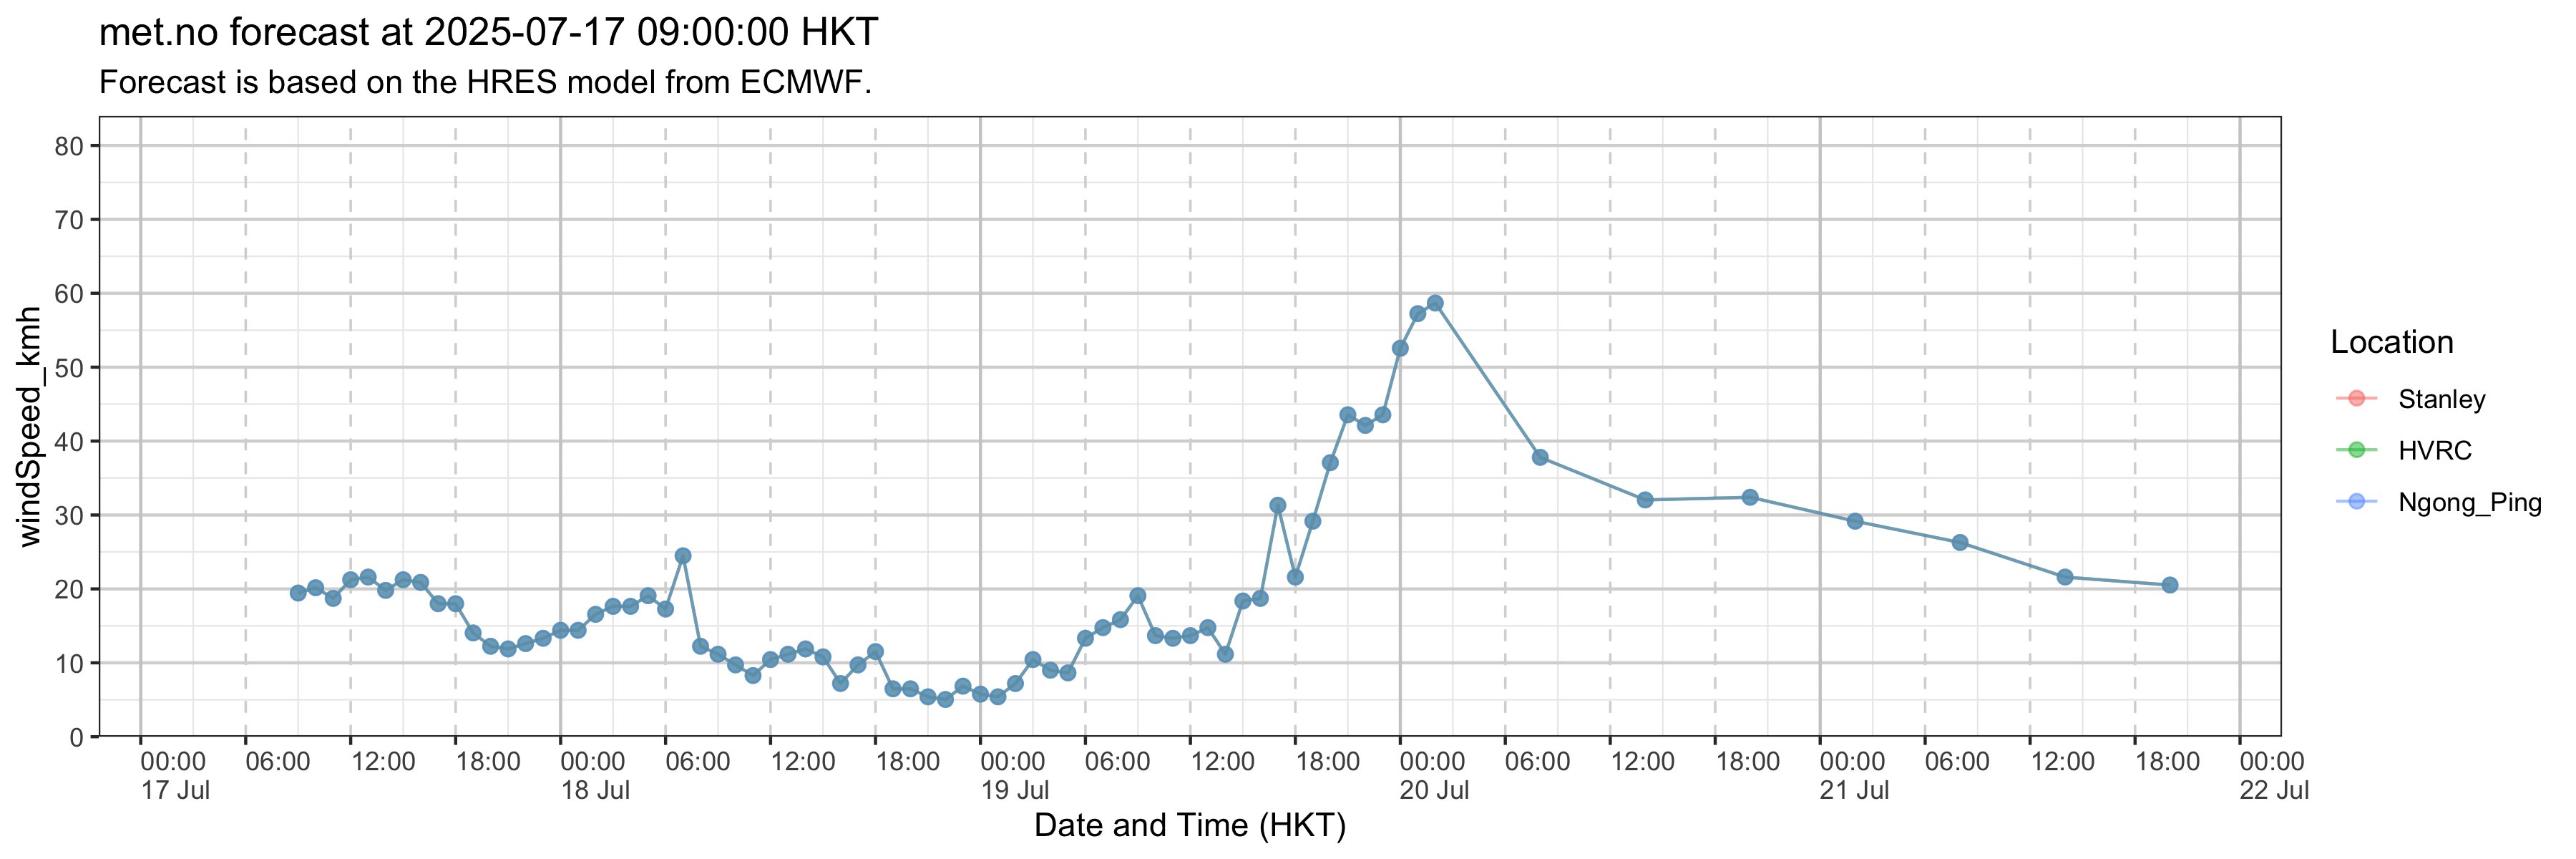 met.no forecast at 2025-07-17 09:00:00 HKT
Forecast is based on the HRES model from ECMWF.
windSpeed_kmh
80
70
60
50
40
30
20
10
0
00:00 06:00 12:00 18:00 00:00 06:00 12:00 18:00 00:00 06:00 12:00 18:00 00:00 06:00 12:00 18:00 00:00 06:00 12:00 18:00 00:00
17 Jul 18 Jul 19 Jul 20 Jul 21 Jul 22 Jul
Date and Time (HKT)
Location
Stanley
HVRC
Ngong_Ping